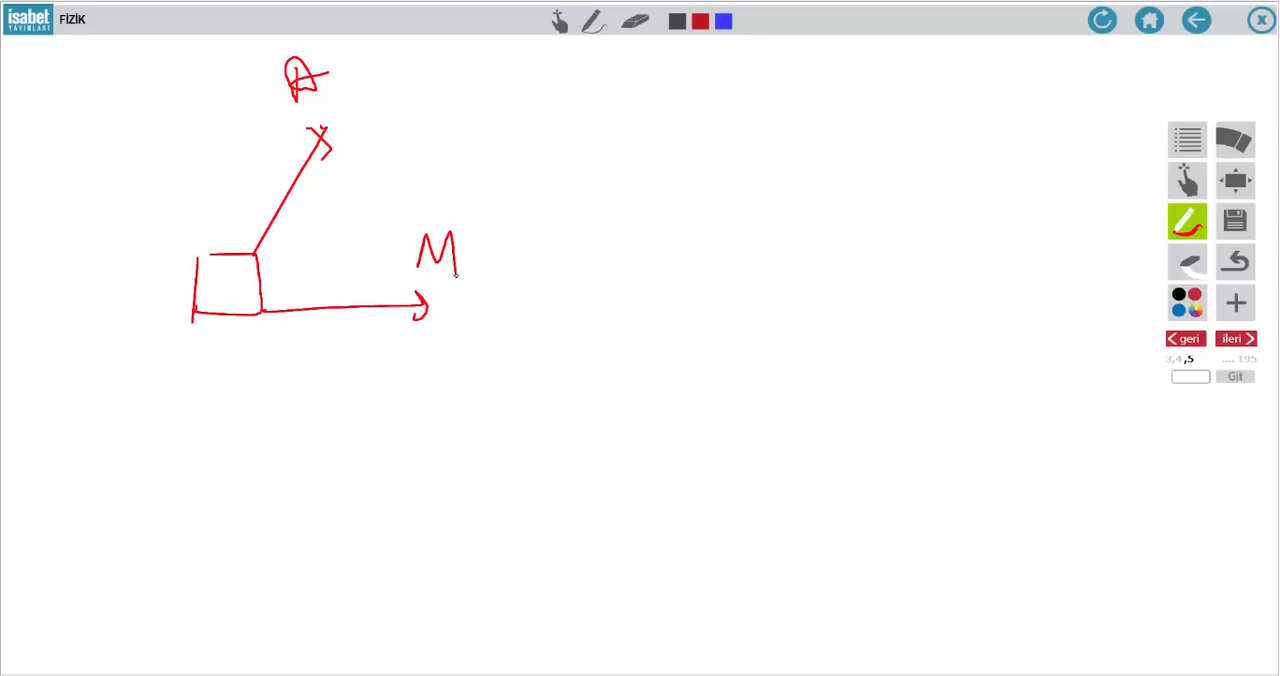 isabet
YAYINLARI
FİZİK
A
M
geri
ileri
3,4,5
.... 195
Git